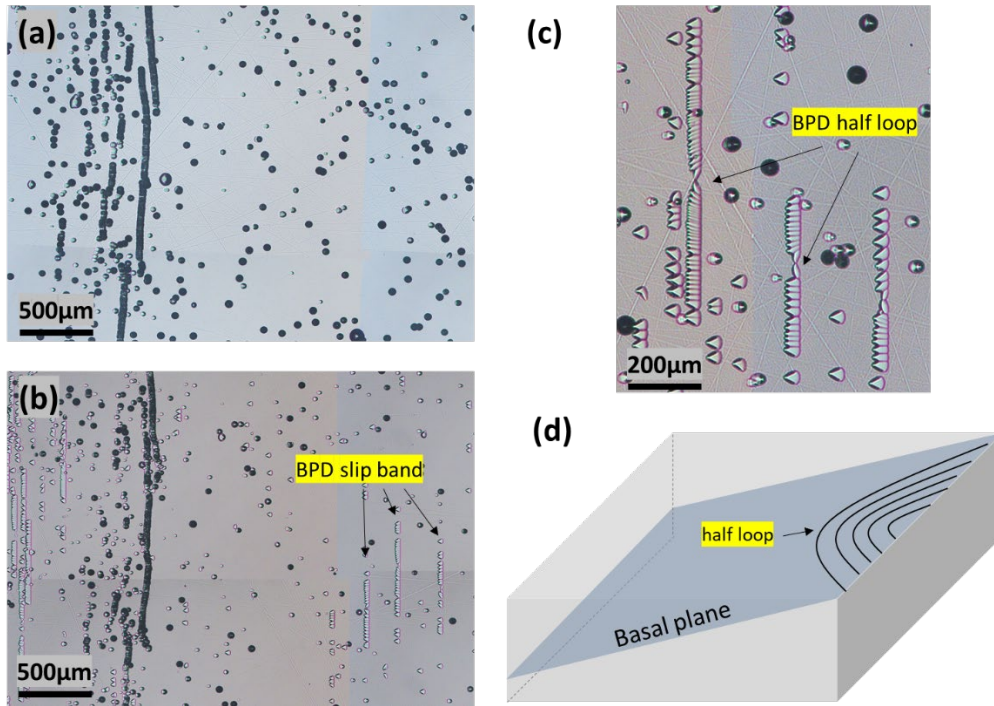 (a)
500μm
(b)
BPD slip band
500μm
(c)
BPD half loop
200μm
(d)
half loop
Basal plane